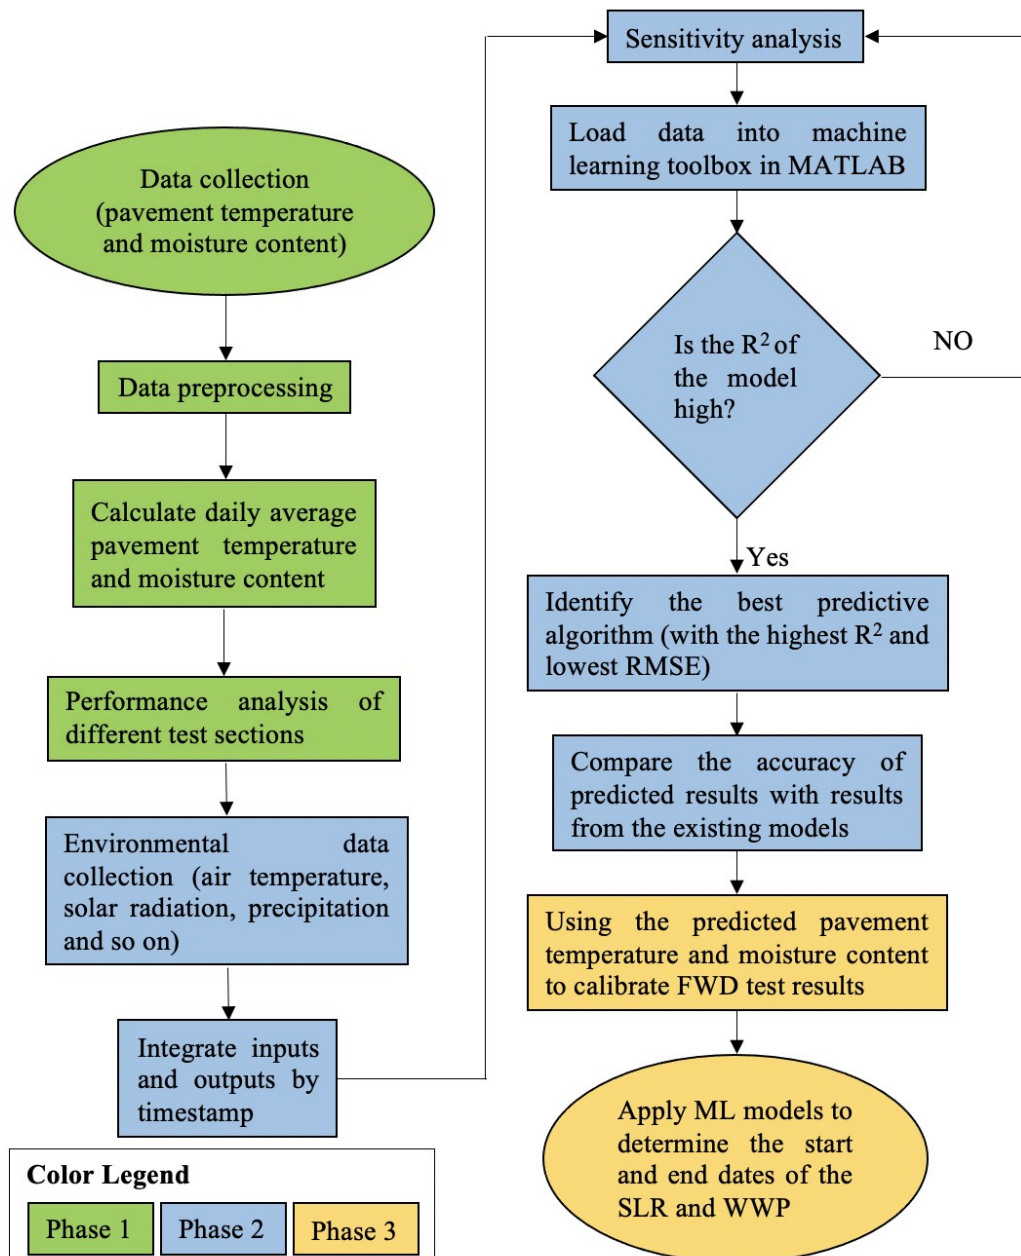 Data collection
(pavement temperature
and moisture content)
Data preprocessing
Calculate daily average
pavement temperature
and moisture content
Performance analysis of
different test sections
Environmental data
collection (air temperature,
solar radiation, precipitation
and so on)
Integrate inputs
and outputs by
timestamp
Sensitivity analysis
Load data into machine
learning toolbox in MATLAB
Is the R² of
the model
high?
NO
Yes
Identify the best predictive
algorithm (with the highest R² and
lowest RMSE)
Compare the accuracy of
predicted results with results
from the existing models
Using the predicted pavement
temperature and moisture content
to calibrate FWD test results
Apply ML models to
determine the start
and end dates of the
SLR and WWP
Color Legend
Phase 1
Phase 2
Phase 3